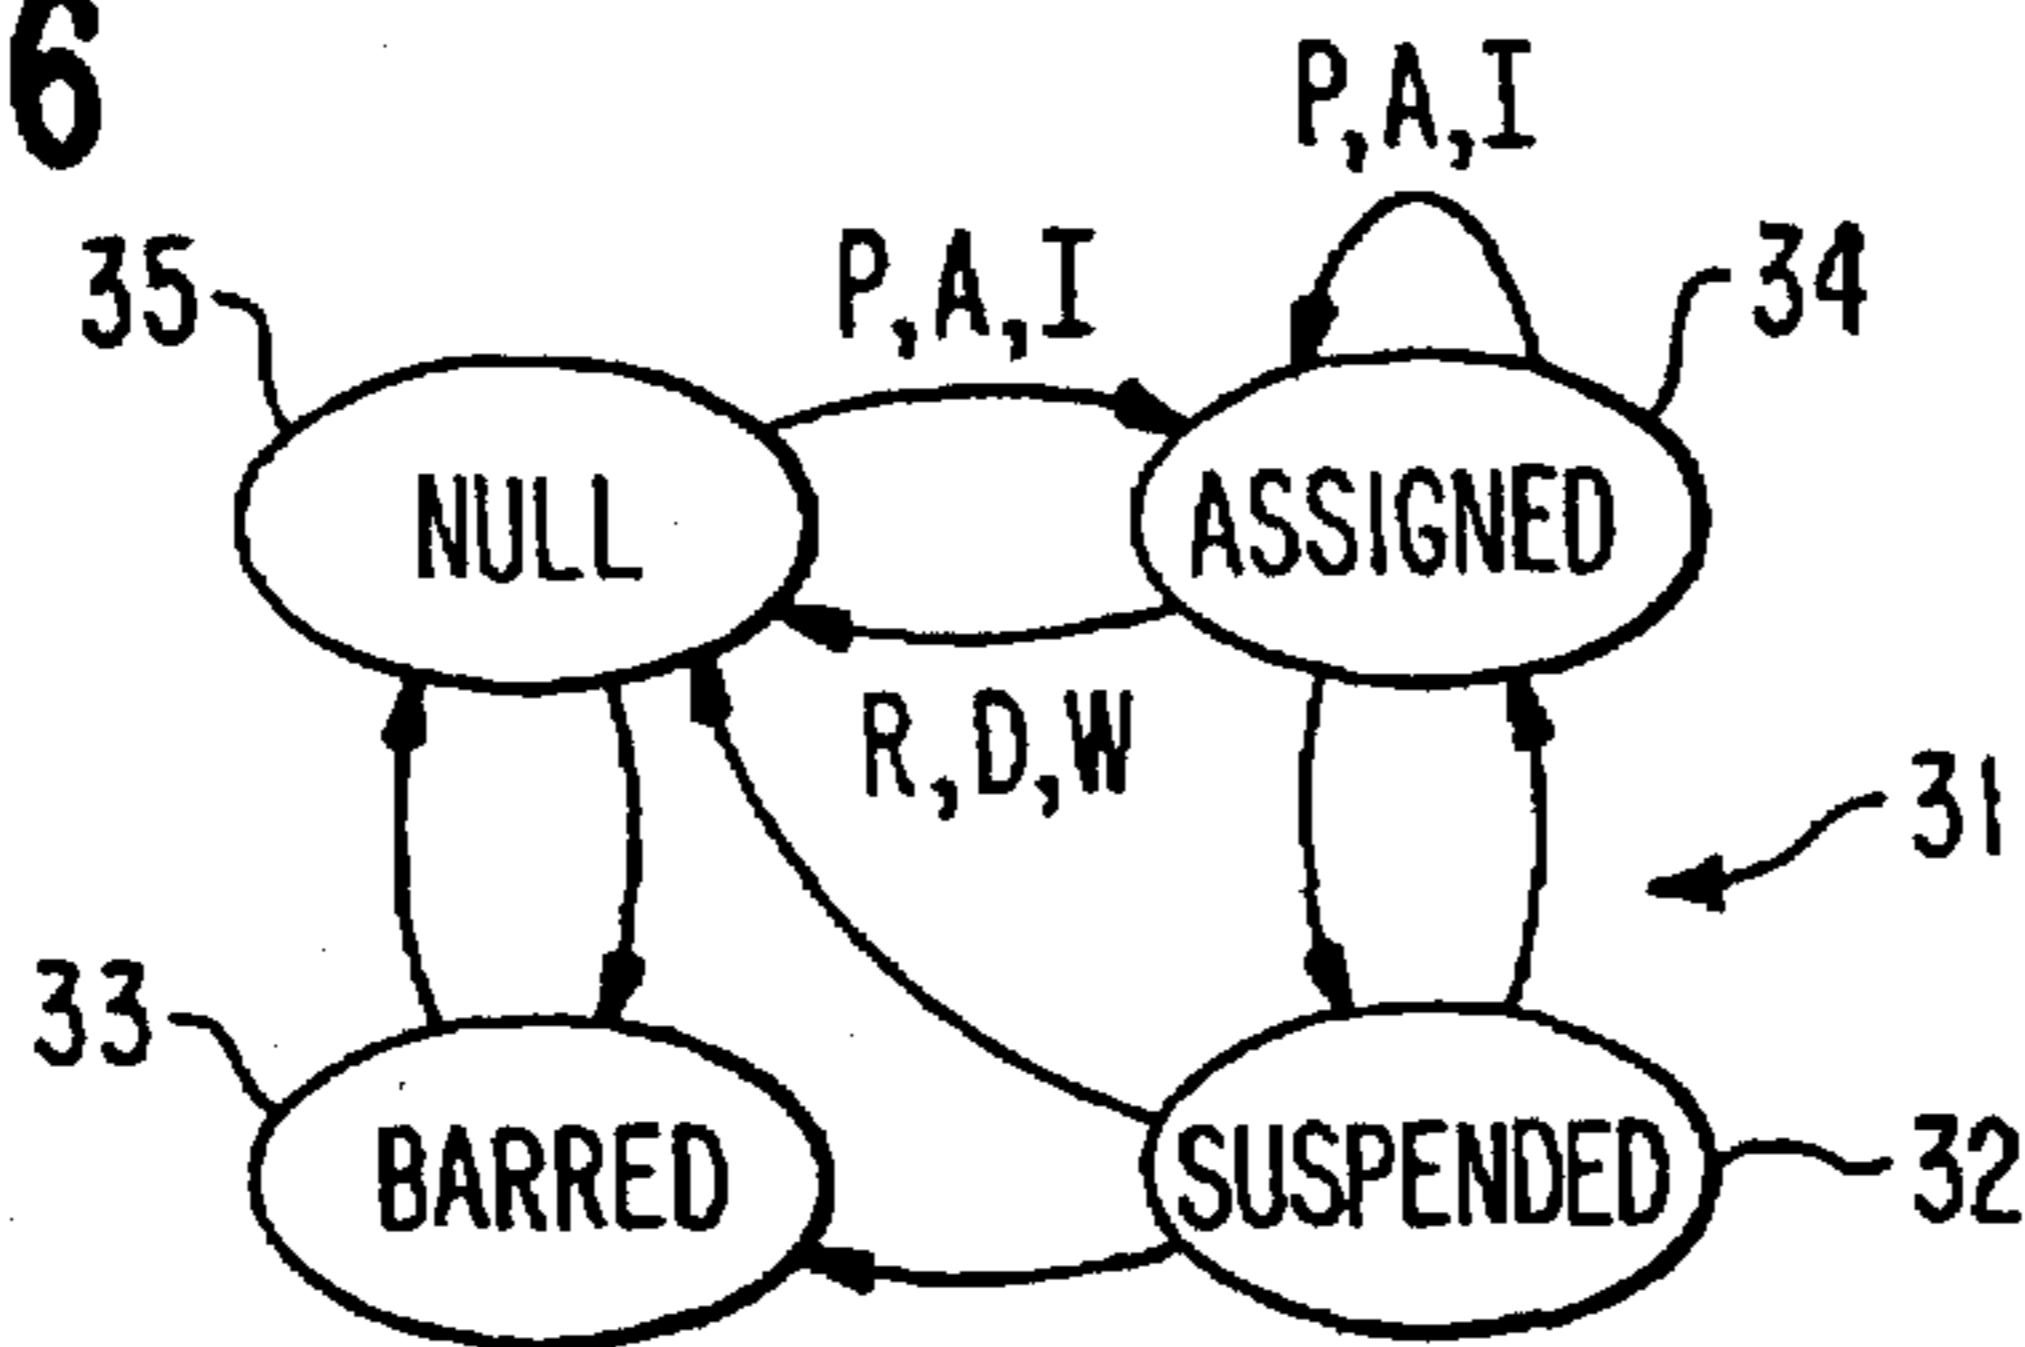 6
P,A,I
35
P,A,I
34
NULL
ASSIGNED
R,D,W
31
33
BARRED
SUSPENDED
32